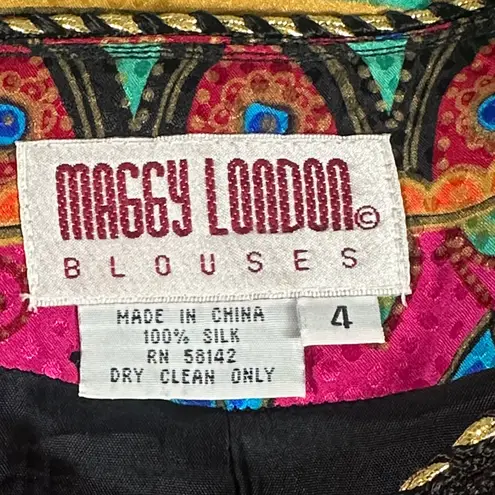 MAGGY LONDON©
BLOUSES
MADE IN CHINA
100% SILK
RN 58142
DRY CLEAN ONLY
4